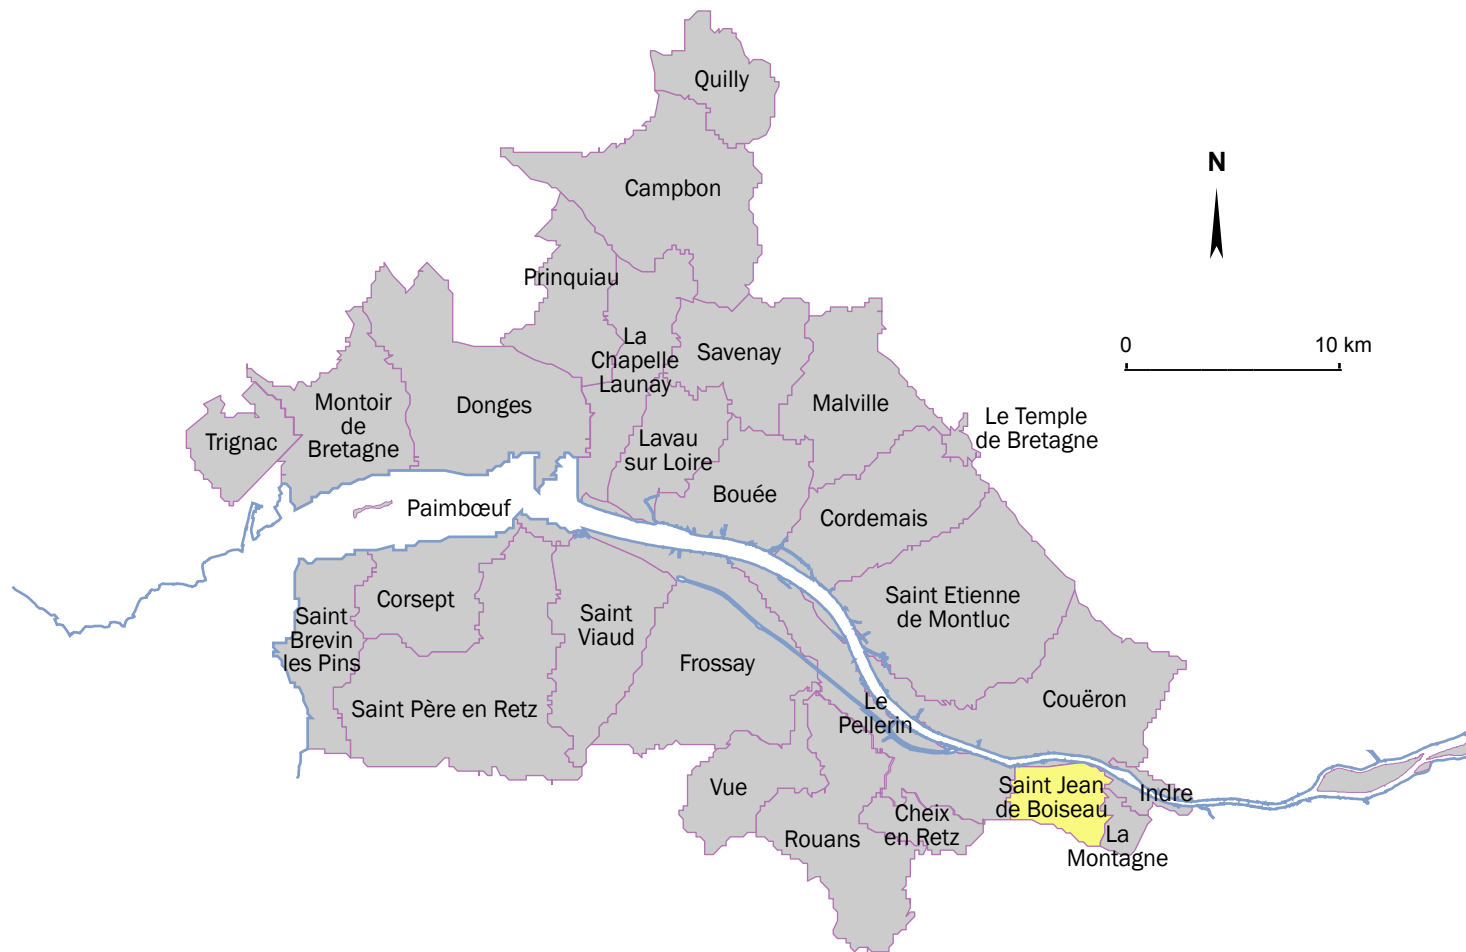 Quilly
N
Campbon
Prinquiau
0 10 km
La
Chapelle
Launay
Savenay
Malville
Le Temple
de Bretagne
Montoir
de
Bretagne
Donges
Trignac
Lavau
sur Loire
Bouée
Paimbœuf
Cordemais
Corsept
Saint Etienne
de Montluc
Saint
Brevin
les Pins
Saint
Viaud
Frossay
Saint Père en Retz
Le
Pellerin
Couëron
Vue
Saint Jean
de Boiseau
Indre
Rouans
Cheix
en Retz
La
Montagne